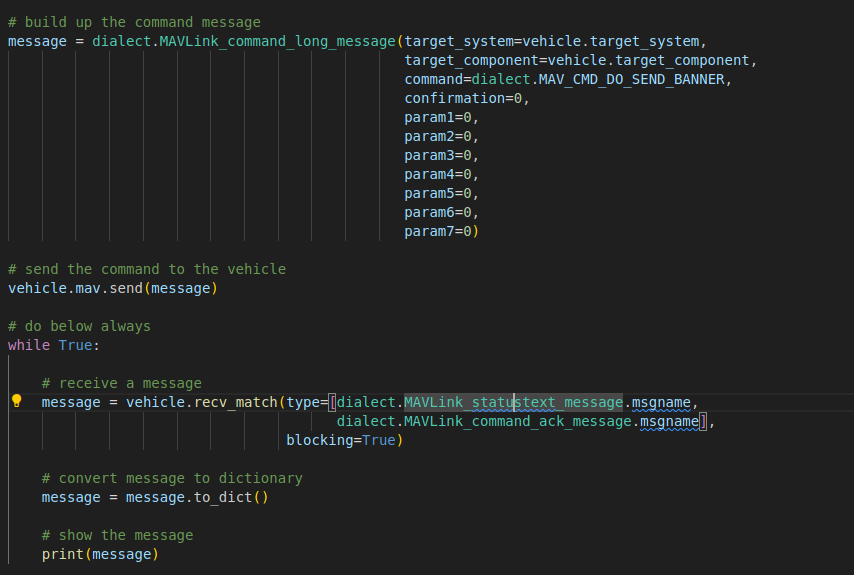 # build up the command message
message = dialect.MAVLink_command_long_message(target_system=vehicle.target_system,
target_component=vehicle.target_component,
command=dialect.MAV_CMD_DO_SEND_BANNER,
confirmation=0,
param1=0,
param2=0,
param3=0,
param4=0,
param5=0,
param6=0,
param7=0)
# send the command to the vehicle
vehicle.mav.send(message)
# do below always
while True:
# receive a message
message = vehicle.recv_match(type=[dialect.MAVLink_statustext_message.msgname,
dialect.MAVLink_command_ack_message.msgname],
blocking=True)
# convert message to dictionary
message = message.to_dict()
# show the message
print(message)